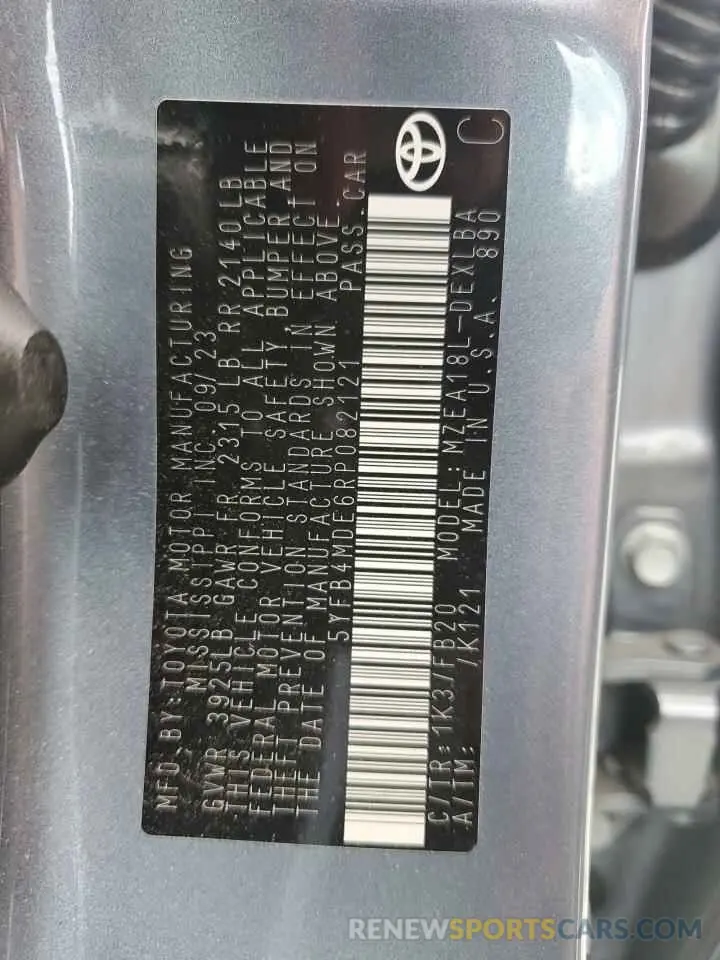 MFD. BY: TOYOTA MOTOR MANUFACTURING
MISSISSIPPI INC. 09/23
GVWR 3925LB GAWR FR 2315 LB RR 2140LB
THIS VEHICLE CONFORMS TO ALL APPLICABLE
FEDERAL MOTOR VEHICLE SAFETY BUMPER AND
THEFT PREVENTION STANDARDS IN EFFECT ON
THE DATE OF MANUFACTURE SHOWN ABOVE.
5YFB4MDE6RP082121 PASS. CAR
C/TR: 1K3/FB20 MODEL: MZEA18L-DEXLBA
A/TM: /K121 MADE IN U.S.A. 890
C
RENEWSPORTSCARS.COM